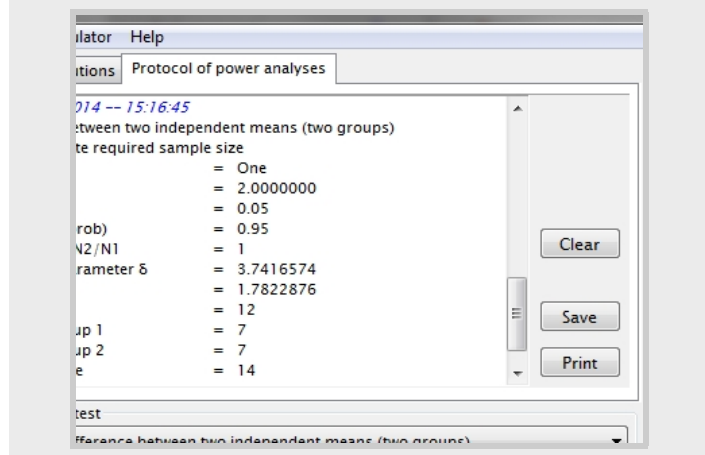 ılator Help
ıtions Protocol of power analyses
014 -- 15:16:45
etween two independent means (two groups)
te required sample size
= One
= 2.0000000
= 0.05
rob) = 0.95
N2/N1 = 1
rameter δ = 3.7416574
= 1.7822876
= 12
up 1 = 7
up 2 = 7
e = 14
Clear
Save
Print
test
fference between two independent means (two groups)